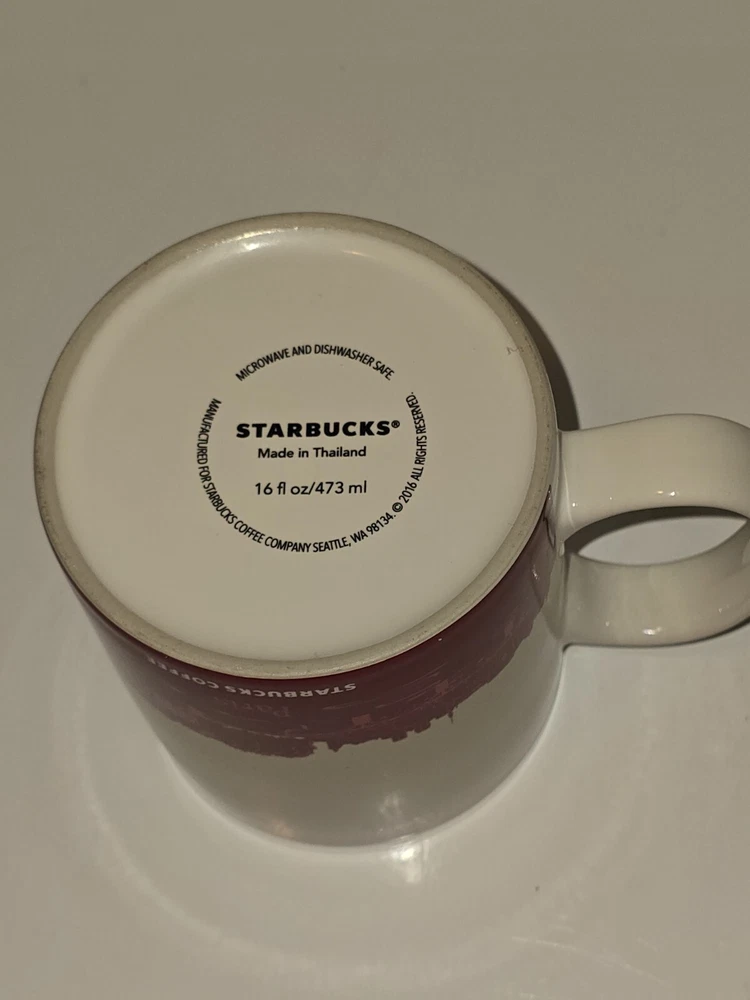 MICROWAVE AND DISHWASHER SAFE.
STARBUCKS®
Made in Thailand
16 fl oz/473 ml
MANUFACTURED FOR STARBUCKS COFFEE COMPANY SEATTLE, WA 98134. © 2016 ALL RIGHTS RESERVED.
STARBUCKS COFFEE
STARBUCKS